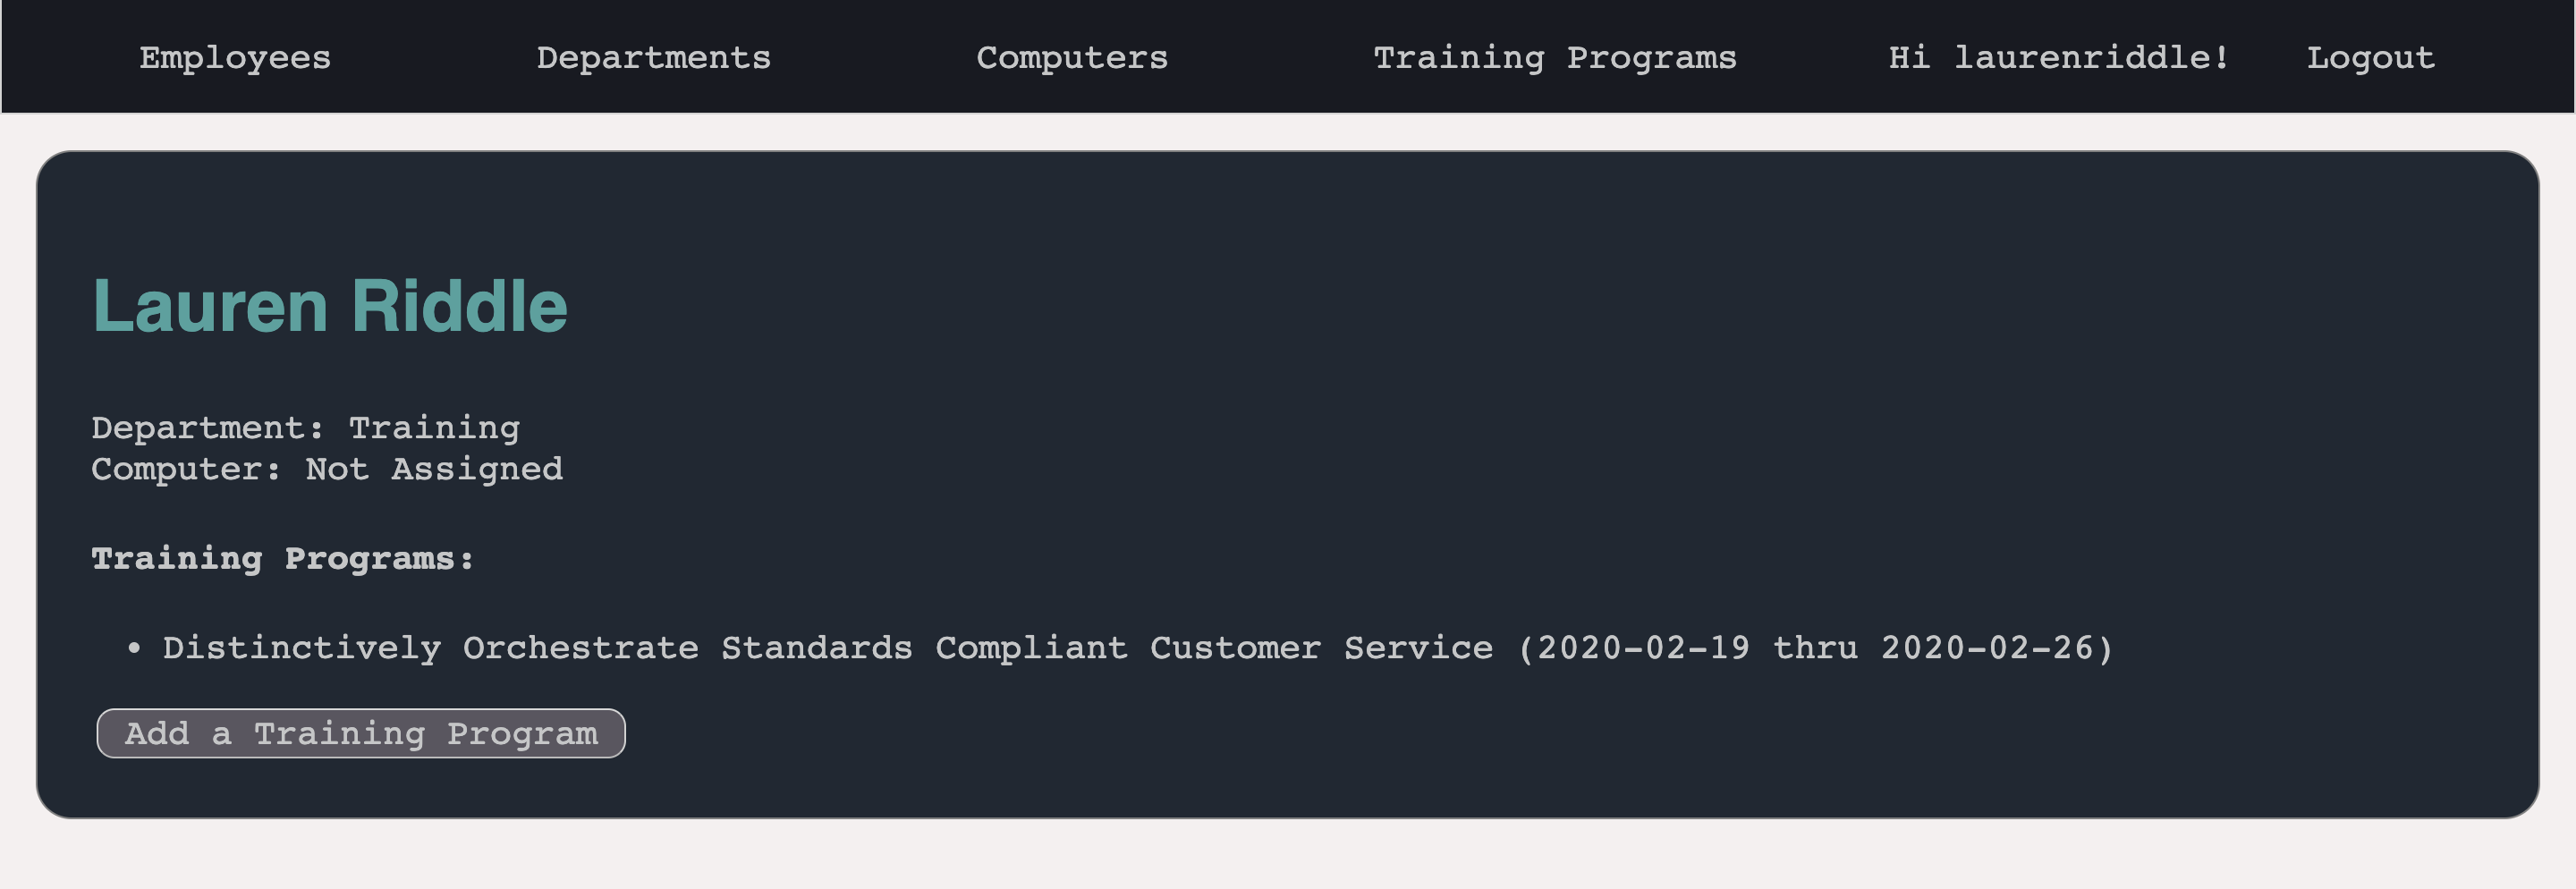 Employees Departments Computers Training Programs Hi laurenriddle! Logout
Lauren Riddle
Department: Training
Computer: Not Assigned
Training Programs:
• Distinctively Orchestrate Standards Compliant Customer Service (2020-02-19 thru 2020-02-26)
Add a Training Program